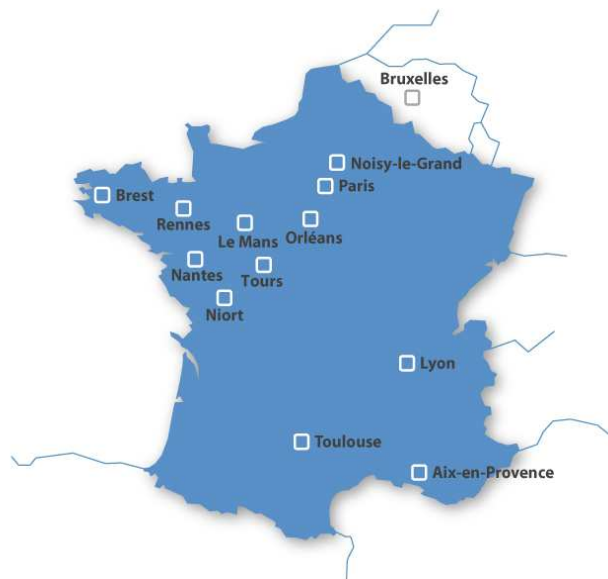 Bruxelles
Noisy-le-Grand
Paris
Brest
Rennes
Orléans
Le Mans
Nantes
Tours
Niort
Lyon
Toulouse
Aix-en-Provence